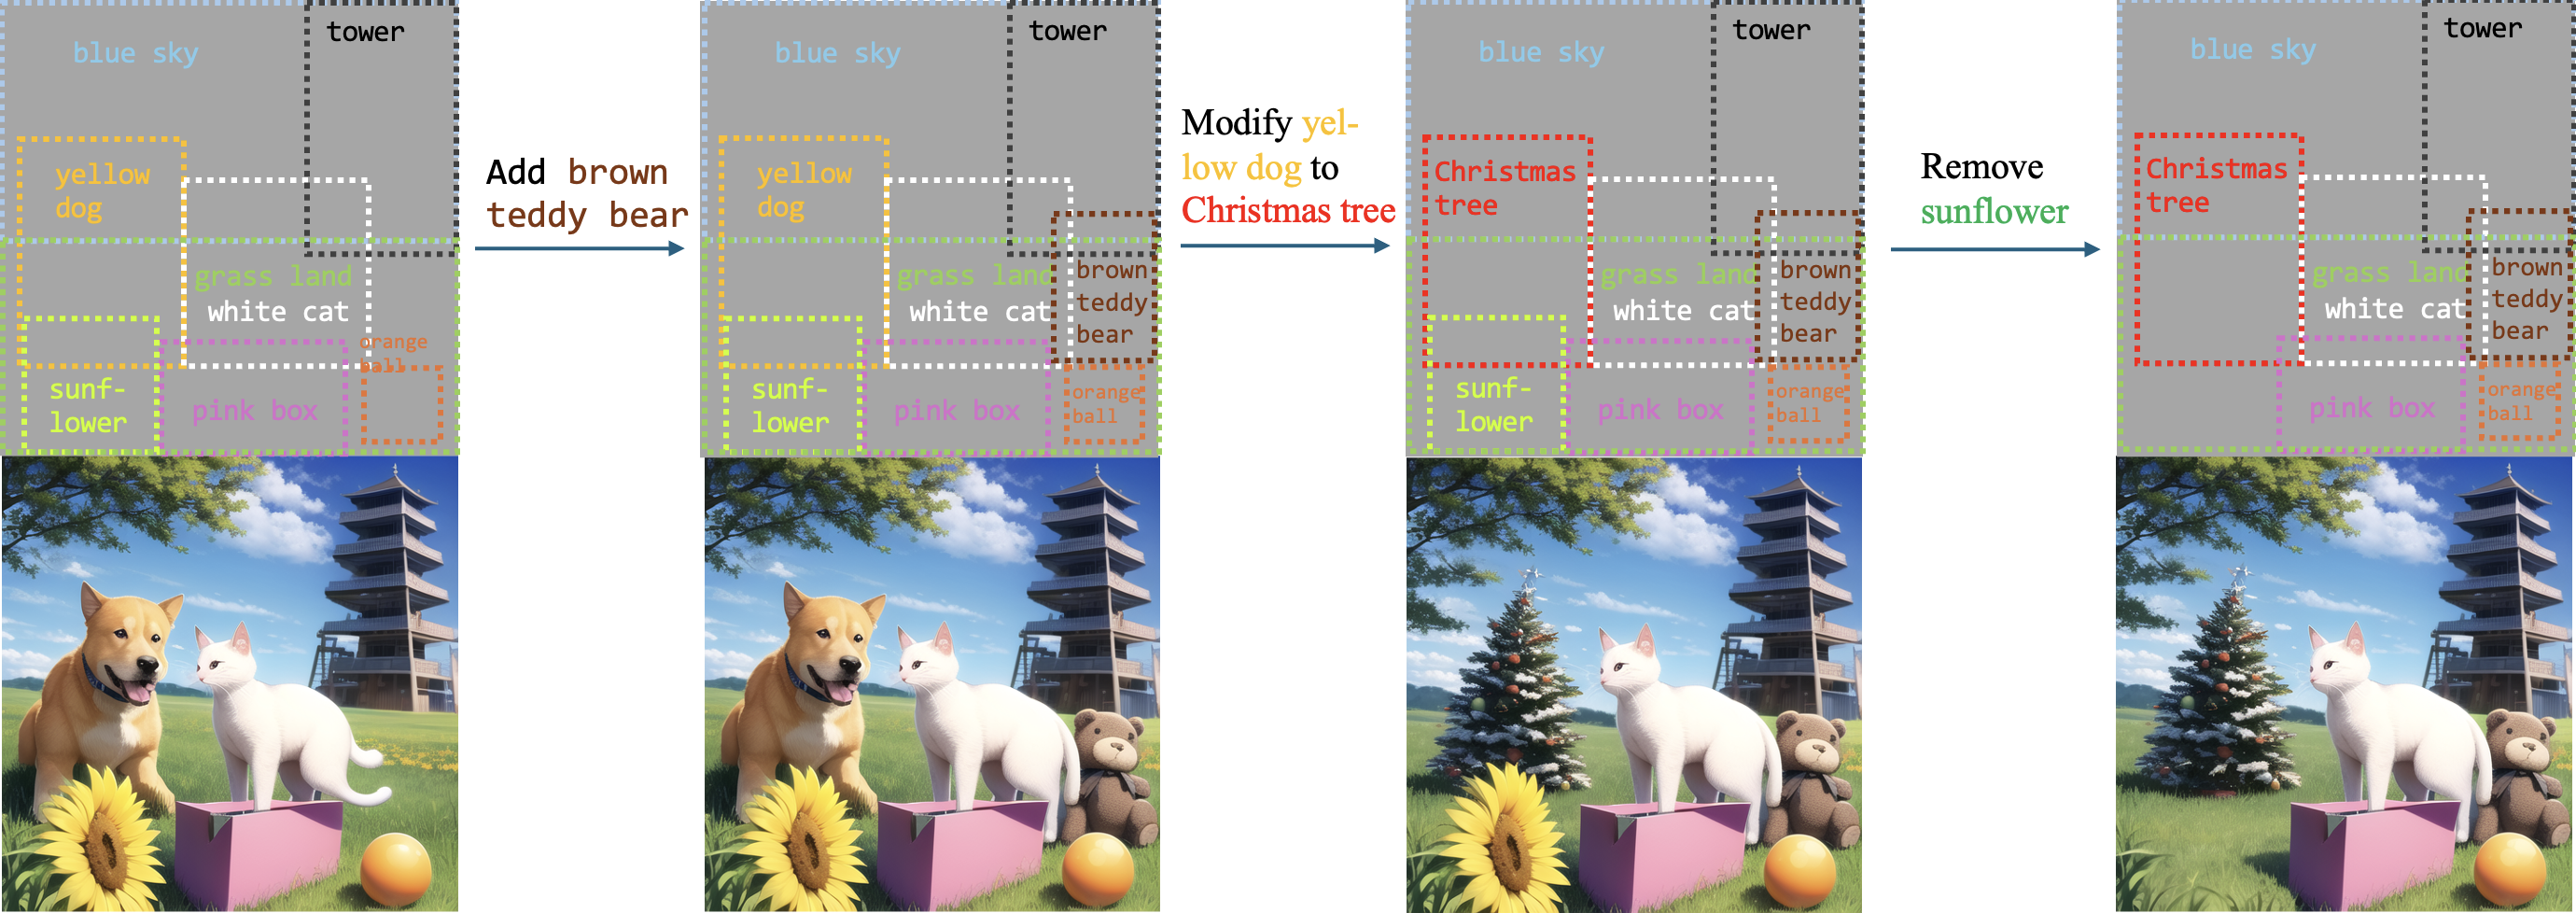 tower
blue sky
yellow
dog
grass land
white cat
orange
ball
sunf-
lower
pink box
Add brown
teddy bear
tower
blue sky
yellow
dog
grass land
white cat
brown
teddy
bear
sunf-
lower
pink box
orange
ball
Modify yel-
low dog to
Christmas tree
tower
blue sky
Christmas
tree
grass land
white cat
brown
teddy
bear
sunf-
lower
pink box
orange
ball
Remove
sunflower
tower
blue sky
Christmas
tree
grass land
white cat
brown
teddy
bear
pink box
orange
ball